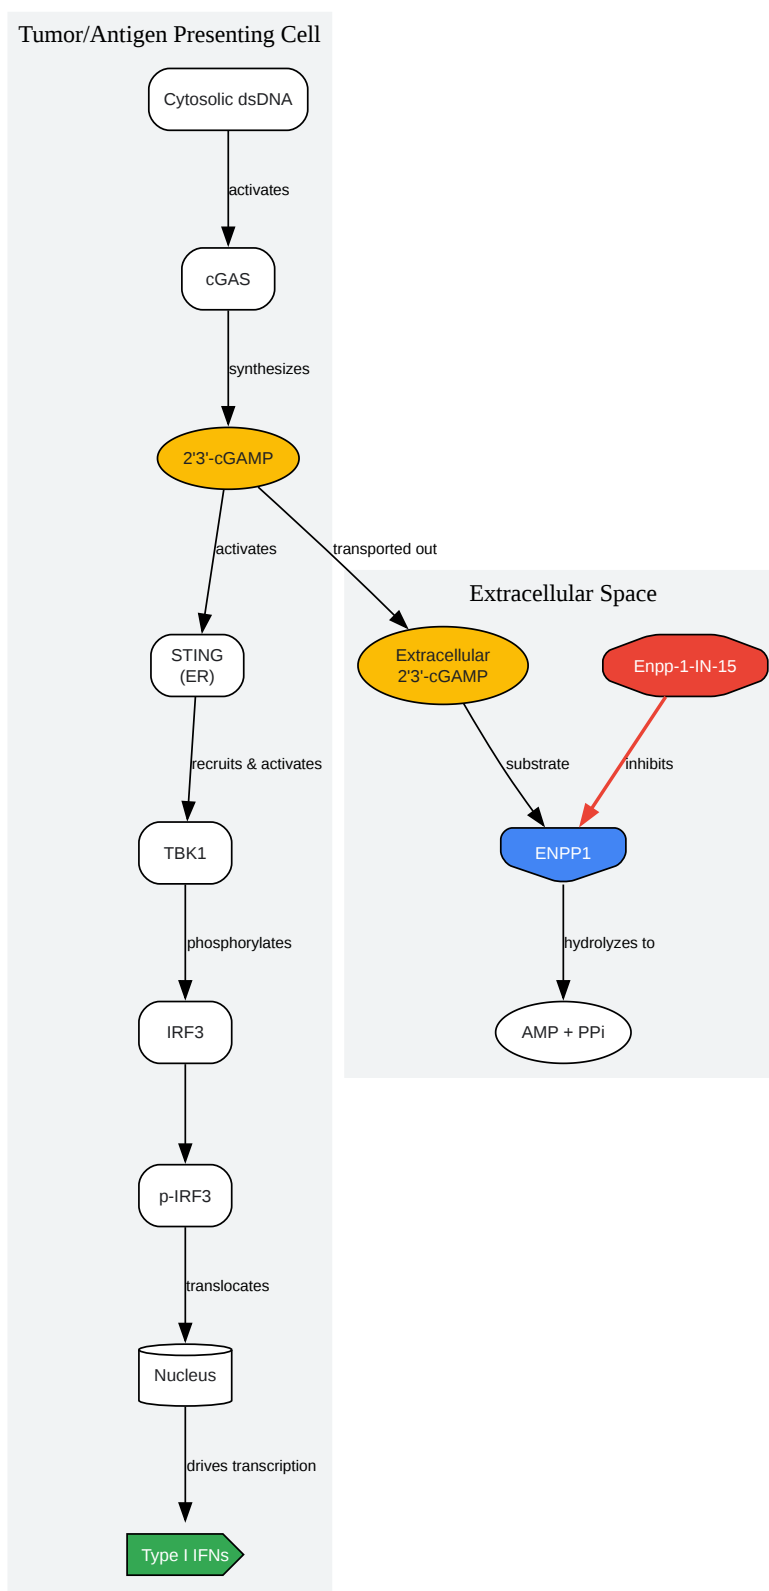 Tumor/Antigen Presenting Cell
Cytosolic dsDNA
activates
cGAS
synthesizes
2'3'-cGAMP
activates
transported out
Extracellular Space
STING
(ER)
Extracellular
2'3'-cGAMP
Enpp-1-IN-15
recruits & activates
substrate
inhibits
TBK1
ENPP1
phosphorylates
hydrolyzes to
IRF3
AMP + PPi
p-IRF3
translocates
Nucleus
drives transcription
Type I IFNs